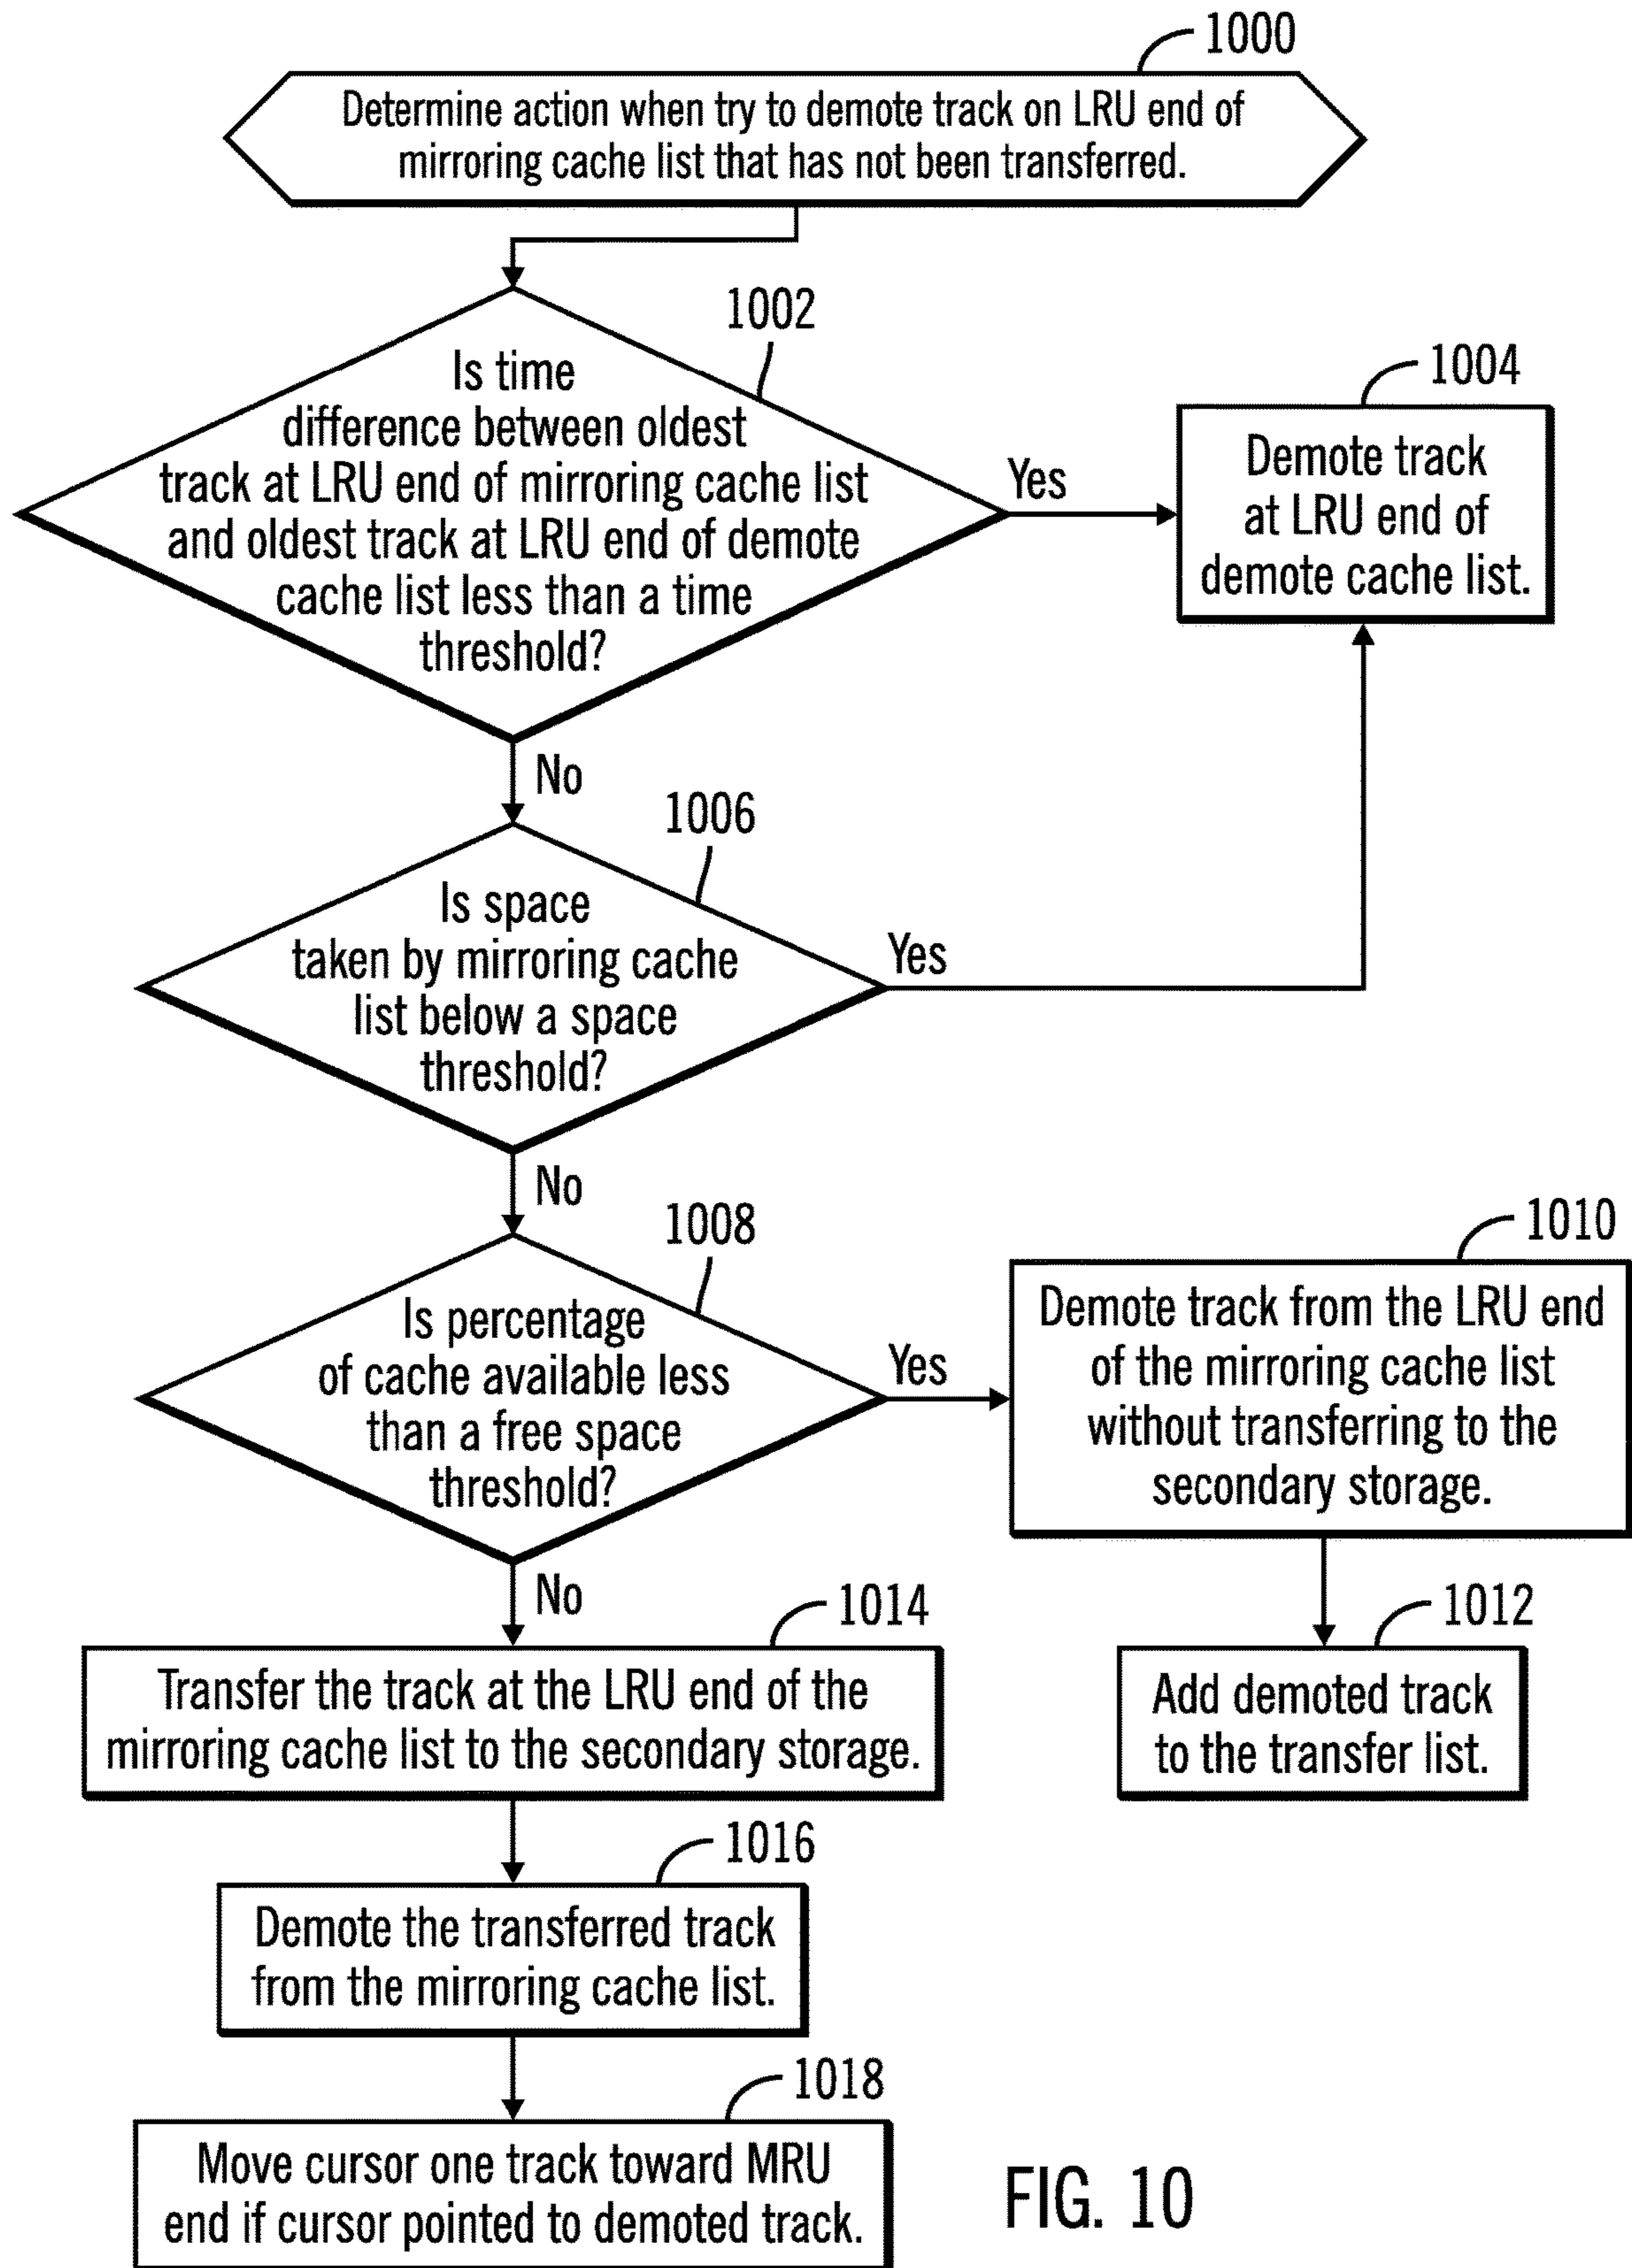 1000
Determine action when try to demote track on LRU end of
mirroring cache list that has not been transferred.
1002
Is time
difference between oldest
track at LRU end of mirroring cache list
and oldest track at LRU end of demote
cache list less than a time
threshold?
Yes
1004
Demote track
at LRU end of
demote cache list.
No
1006
Is space
taken by mirroring cache
list below a space
threshold?
Yes
No
1008
Is percentage
of cache available less
than a free space
threshold?
Yes
1010
Demote track from the LRU end
of the mirroring cache list
without transferring to the
secondary storage.
1012
Add demoted track
to the transfer list.
No
1014
Transfer the track at the LRU end of the
mirroring cache list to the secondary storage.
1016
Demote the transferred track
from the mirroring cache list.
1018
Move cursor one track toward MRU
end if cursor pointed to demoted track.
FIG. 10